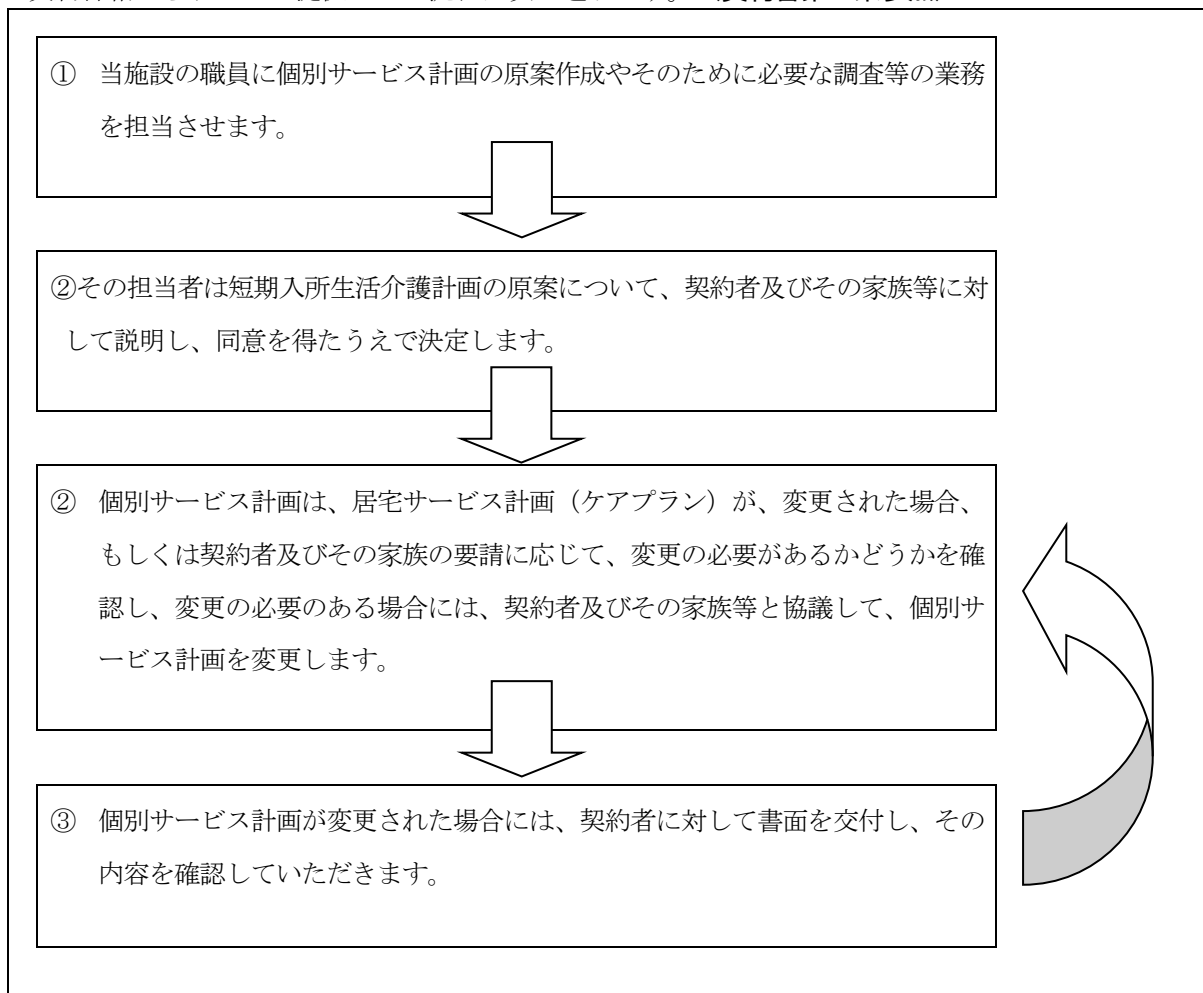 ① 当施設の職員に個別サービス計画の原案作成やそのために必要な調査等の業務
を担当させます。
②その担当者は短期入所生活介護計画の原案について、契約者及びその家族等に対
して説明し、同意を得たうえで決定します。
② 個別サービス計画は、居宅サービス計画（ケアプラン）が、変更された場合、
もしくは契約者及びその家族の要請に応じて、変更の必要があるかどうかを確
認し、変更の必要のある場合には、契約者及びその家族等と協議して、個別サ
ービス計画を変更します。
③ 個別サービス計画が変更された場合には、契約者に対して書面を交付し、その
内容を確認していただきます。